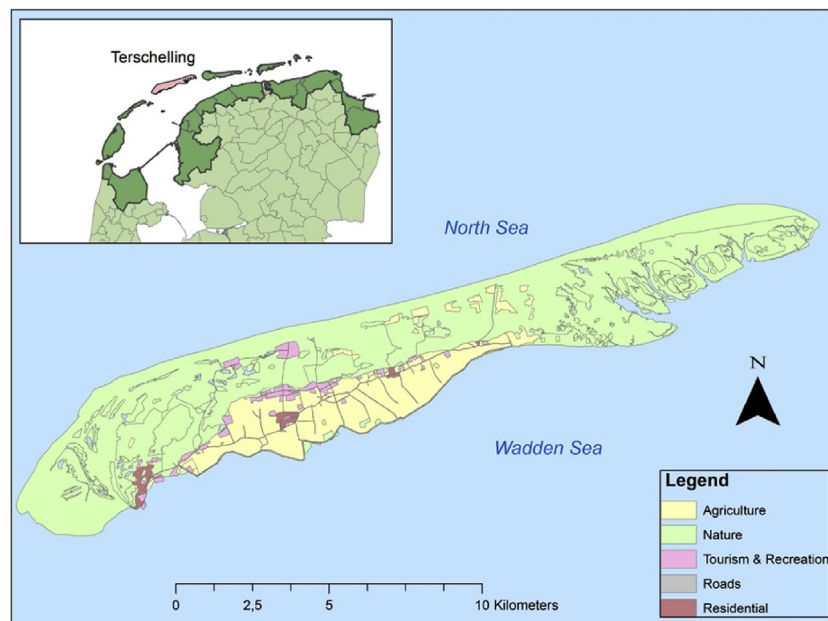 Terschelling
North Sea
N
Wadden Sea
Legend
Agriculture
Nature
Tourism & Recreation
Roads
Residential
0 2,5 5 10 Kilometers